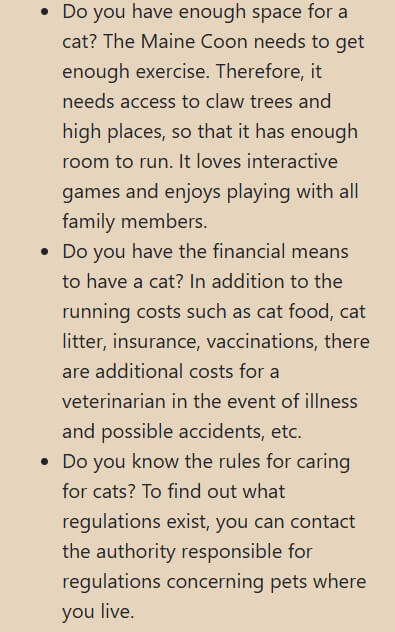 • Do you have enough space for a
cat? The Maine Coon needs to get
enough exercise. Therefore, it
needs access to claw trees and
high places, so that it has enough
room to run. It loves interactive
games and enjoys playing with all
family members.
• Do you have the financial means
to have a cat? In addition to the
running costs such as cat food, cat
litter, insurance, vaccinations, there
are additional costs for a
veterinarian in the event of illness
and possible accidents, etc.
• Do you know the rules for caring
for cats? To find out what
regulations exist, you can contact
the authority responsible for
regulations concerning pets where
you live.